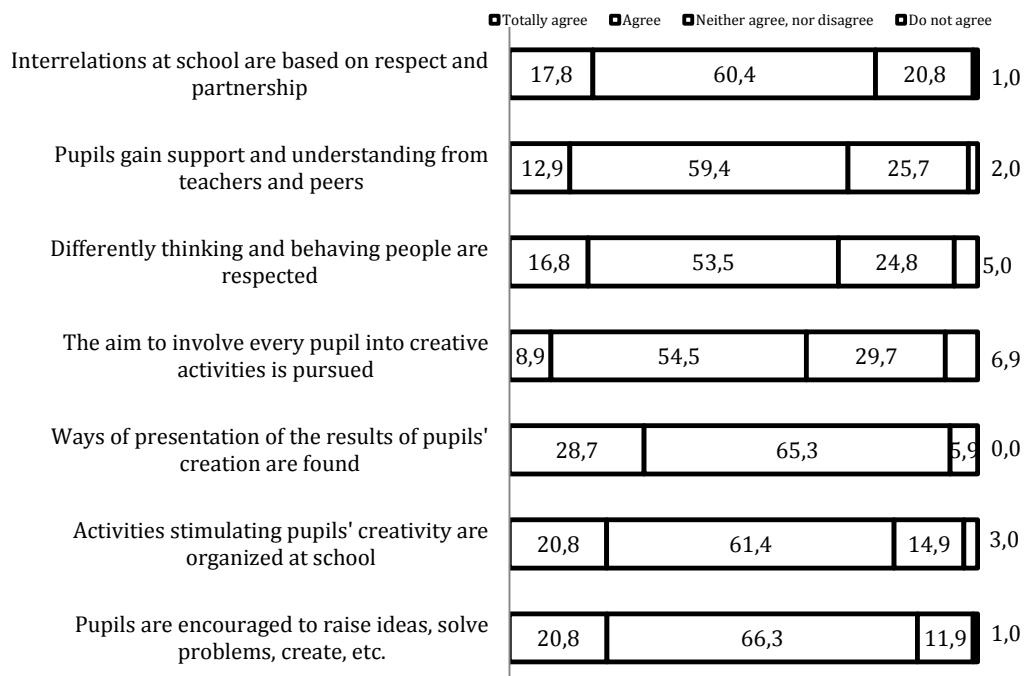 Totally agree Agree Neither agree, nor disagree Do not agree
Interrelations at school are based on respect and
partnership
17,8 60,4 20,8 1,0
Pupils gain support and understanding from
teachers and peers
12,9 59,4 25,7 2,0
Differently thinking and behaving people are
respected
16,8 53,5 24,8 5,0
The aim to involve every pupil into creative
activities is pursued
8,9 54,5 29,7 6,9
Ways of presentation of the results of pupils'
creation are found
28,7 65,3 5,9 0,0
Activities stimulating pupils' creativity are
organized at school
20,8 61,4 14,9 3,0
Pupils are encouraged to raise ideas, solve
problems, create, etc.
20,8 66,3 11,9 1,0